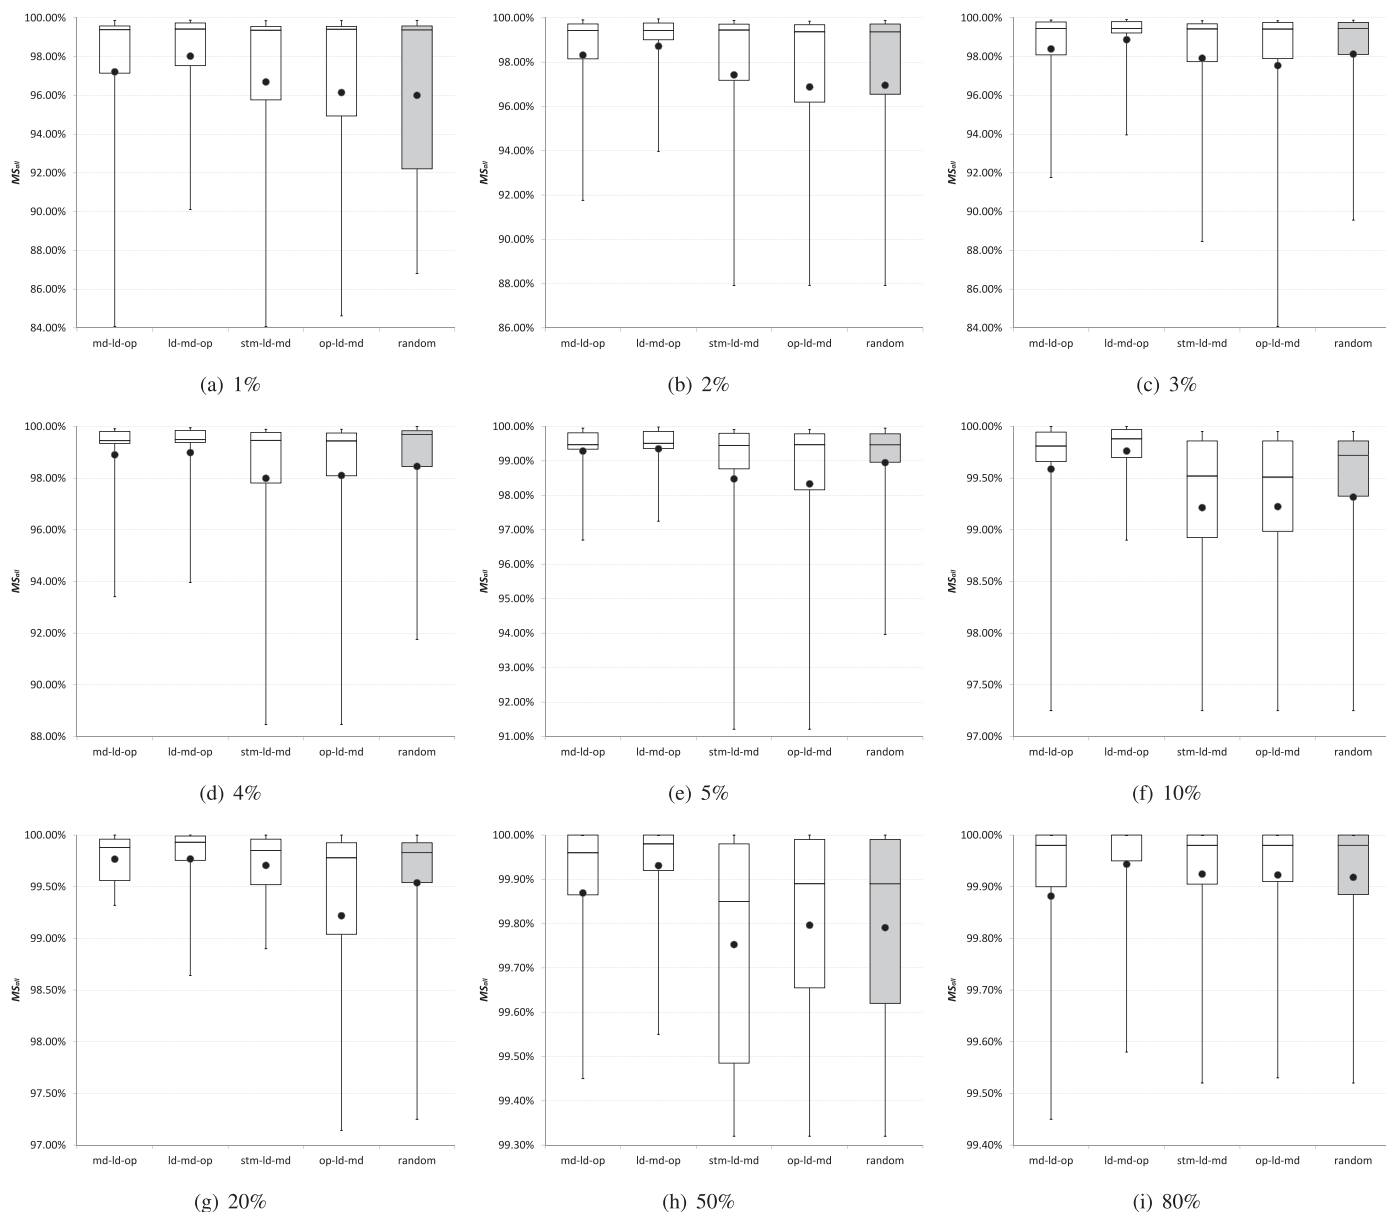 100.00%
98.00%
96.00%
94.00%
92.00%
90.00%
88.00%
86.00%
84.00%
MSall
md-ld-op ld-md-op stm-ld-md op-ld-md random
(a) 1%
100.00%
98.00%
96.00%
94.00%
92.00%
90.00%
88.00%
86.00%
MSall
md-ld-op ld-md-op stm-ld-md op-ld-md random
(b) 2%
100.00%
98.00%
96.00%
94.00%
92.00%
90.00%
88.00%
86.00%
84.00%
MSall
md-ld-op ld-md-op stm-ld-md op-ld-md random
(c) 3%
100.00%
98.00%
96.00%
94.00%
92.00%
90.00%
88.00%
MSall
md-ld-op ld-md-op stm-ld-md op-ld-md random
(d) 4%
100.00%
99.00%
98.00%
97.00%
96.00%
95.00%
94.00%
93.00%
92.00%
91.00%
MSall
md-ld-op ld-md-op stm-ld-md op-ld-md random
(e) 5%
100.00%
99.50%
99.00%
98.50%
98.00%
97.50%
97.00%
MSall
md-ld-op ld-md-op stm-ld-md op-ld-md random
(f) 10%
100.00%
99.50%
99.00%
98.50%
98.00%
97.50%
97.00%
MSall
md-ld-op ld-md-op stm-ld-md op-ld-md random
(g) 20%
100.00%
99.90%
99.80%
99.70%
99.60%
99.50%
99.40%
99.30%
MSall
md-ld-op ld-md-op stm-ld-md op-ld-md random
(h) 50%
100.00%
99.90%
99.80%
99.70%
99.60%
99.50%
99.40%
MSall
md-ld-op ld-md-op stm-ld-md op-ld-md random
(i) 80%